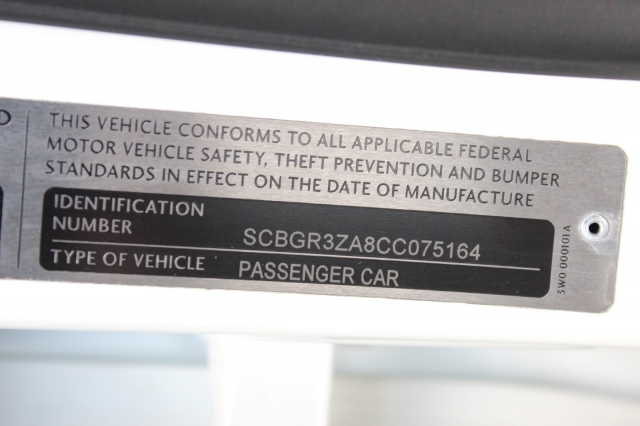 D
THIS VEHICLE CONFORMS TO ALL APPLICABLE FEDERAL
MOTOR VEHICLE SAFETY, THEFT PREVENTION AND BUMPER
STANDARDS IN EFFECT ON THE DATE OF MANUFACTURE
IDENTIFICATION
NUMBER SCBGR3ZA8CC075164
TYPE OF VEHICLE PASSENGER CAR
3W0 000101A